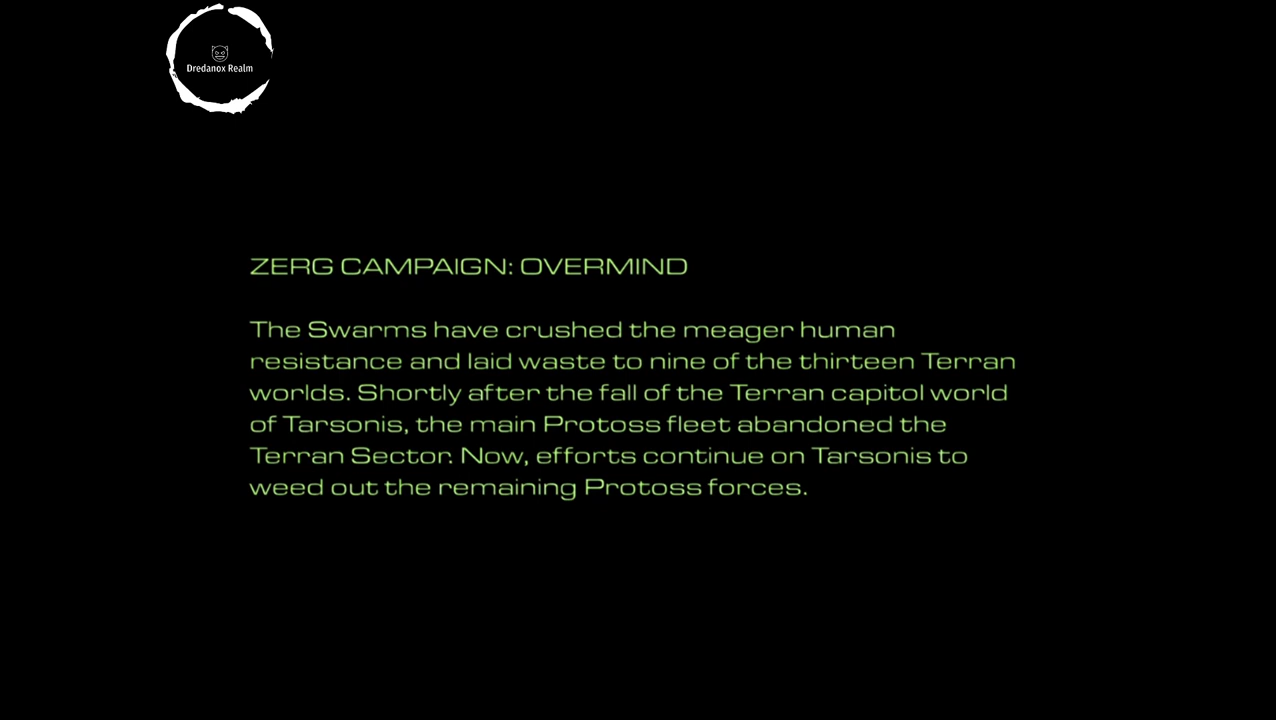 Dredanox Realm
ZERG CAMPAIGN: OVERMIND
The Swarms have crushed the meager human
resistance and laid waste to nine of the thirteen Terran
worlds. Shortly after the fall of the Terran capitol world
of Tarsonis, the main Protoss fleet abandoned the
Terran Sector. Now, efforts continue on Tarsonis to
weed out the remaining Protoss forces.